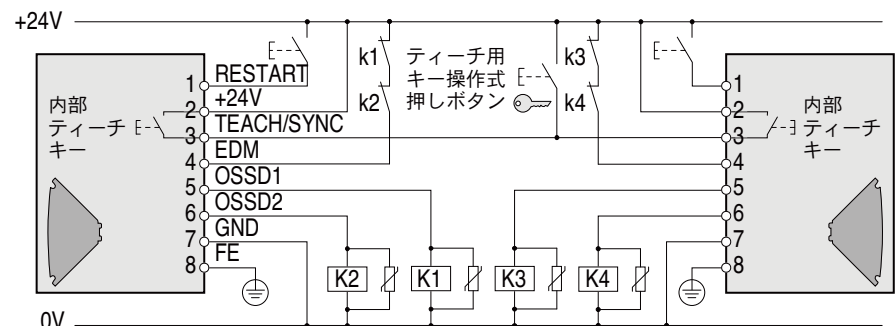 +24V
1 RESTART
2 +24V
3 TEACH/SYNC
4 EDM
5 OSSD1
6 OSSD2
7 GND
8 FE
内部
ティーチ
キー
k1
k2
ティーチ用
キー操作式
押しボタン
k3
k4
1
2
3
4
5
6
7
8
内部
ティーチ
キー
K2
K1
K3
K4
0V